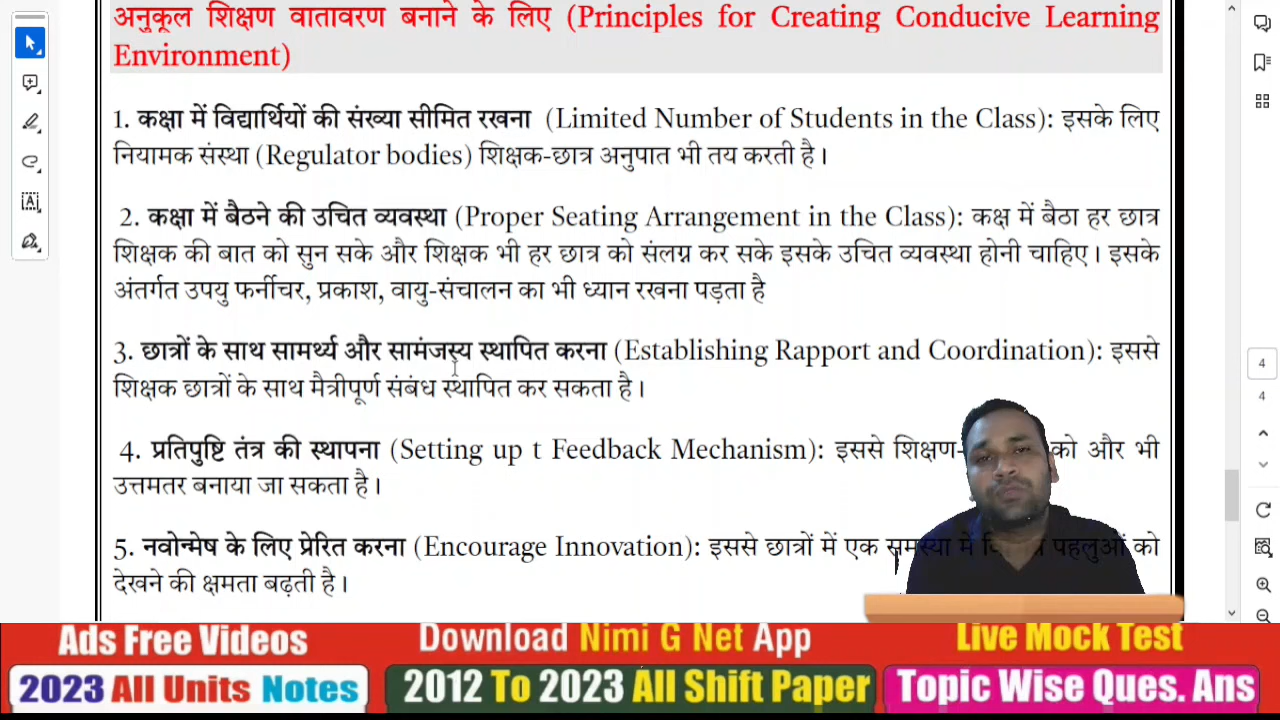 अनुकूल शिक्षण वातावरण बनाने के लिए (Principles for Creating Conducive Learning
Environment)
1. कक्षा में विद्यार्थियों की संख्या सीमित रखना (Limited Number of Students in the Class): इसके लिए
नियामक संस्था (Regulator bodies) शिक्षक-छात्र अनुपात भी तय करती है।
2. कक्षा में बैठने की उचित व्यवस्था (Proper Seating Arrangement in the Class): कक्ष में बैठा हर छात्र
शिक्षक की बात को सुन सके और शिक्षक भी हर छात्र को संलग्न कर सके इसके उचित व्यवस्था होनी चाहिए। इसके
अंतर्गत उपयु फर्नीचर, प्रकाश, वायु-संचालन का भी ध्यान रखना पड़ता है
3. छात्रों के साथ सामर्थ्य और सामंजस्य स्थापित करना (Establishing Rapport and Coordination): इससे
शिक्षक छात्रों के साथ मैत्रीपूर्ण संबंध स्थापित कर सकता है।
4. प्रतिपुष्टि तंत्र की स्थापना (Setting up t Feedback Mechanism): इससे शिक्षण- को और भी
उत्तमतर बनाया जा सकता है।
5. नवोन्मेष के लिए प्रेरित करना (Encourage Innovation): इससे छात्रों में एक समस्या में पहलुओं को
देखने की क्षमता बढ़ती है।
4
4
Ads Free Videos
Download Nimi G Net App
Live Mock Test
2023 All Units Notes
2012 To 2023 All Shift Paper
Topic Wise Ques. Ans